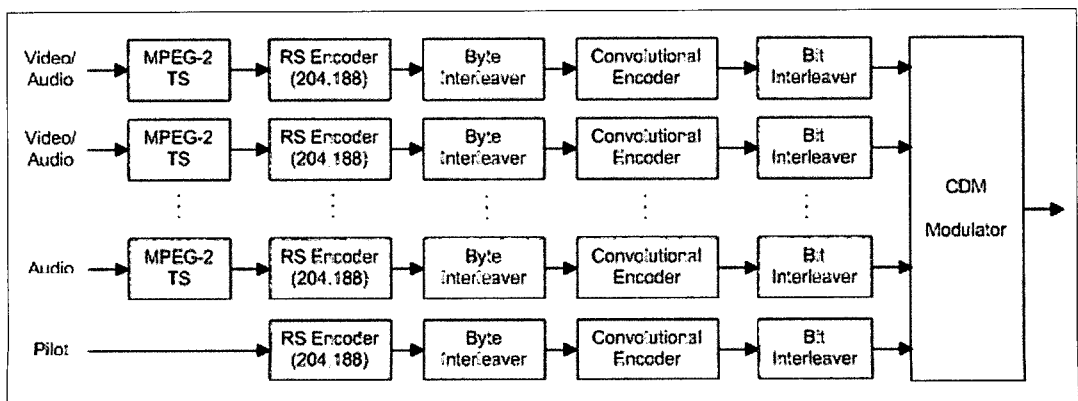 Video/
Audio
MPEG-2
TS
RS Encoder
(204,188)
Byte
Interleaver
Convolutional
Encoder
Bit
Interleaver
Video/
Audio
MPEG-2
TS
RS Encoder
(204,188)
Byte
Interleaver
Convolutional
Encoder
Bit
Interleaver
CDM
Modulator
Audio
MPEG-2
TS
RS Encoder
(204,188)
Byte
Interleaver
Convolutional
Encoder
Bit
Interleaver
Pilot
RS Encoder
(204,188)
Byte
Interleaver
Convolutional
Encoder
Bit
Interleaver